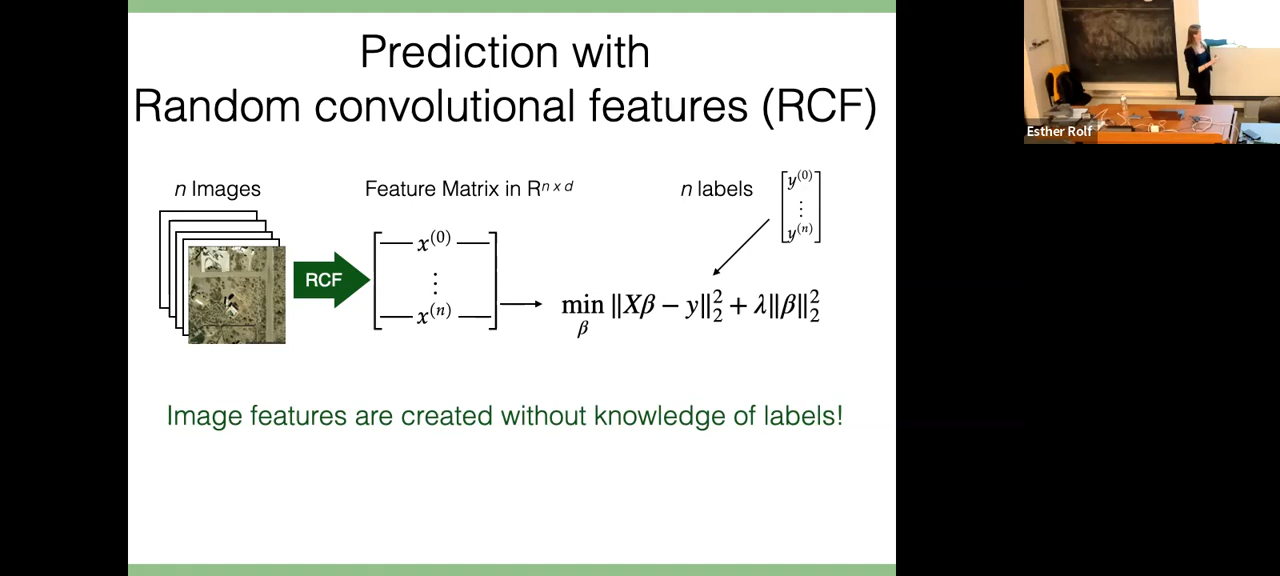 Prediction with
Random convolutional features (RCF)
n Images
Feature Matrix in Rⁿ ˣ ᵈ
n labels
y⁽⁰⁾
⋮
y⁽ⁿ⁾
RCF
x⁽⁰⁾
⋮
x⁽ⁿ⁾
min ‖Xβ − y‖₂² + λ‖β‖₂²
β
Image features are created without knowledge of labels!
Esther Rolf